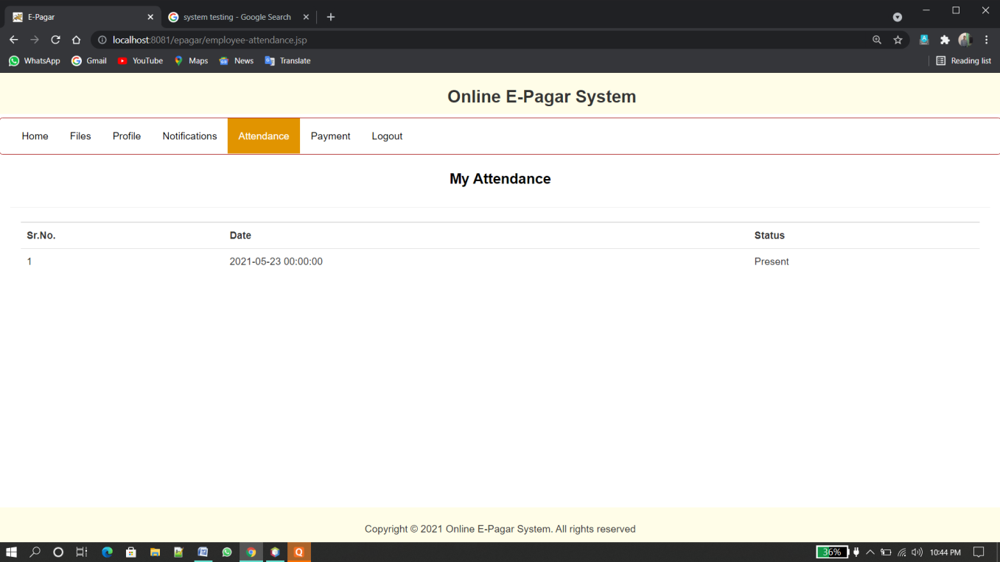 E-Pagar
system testing - Google Search
localhost:8081/epagar/employee-attendance.jsp
WhatsApp Gmail YouTube Maps News Translate Reading list
Online E-Pagar System
Home Files Profile Notifications Attendance Payment Logout
My Attendance
Sr.No. Date Status
1 2021-05-23 00:00:00 Present
Copyright © 2021 Online E-Pagar System. All rights reserved
36% 10:44 PM